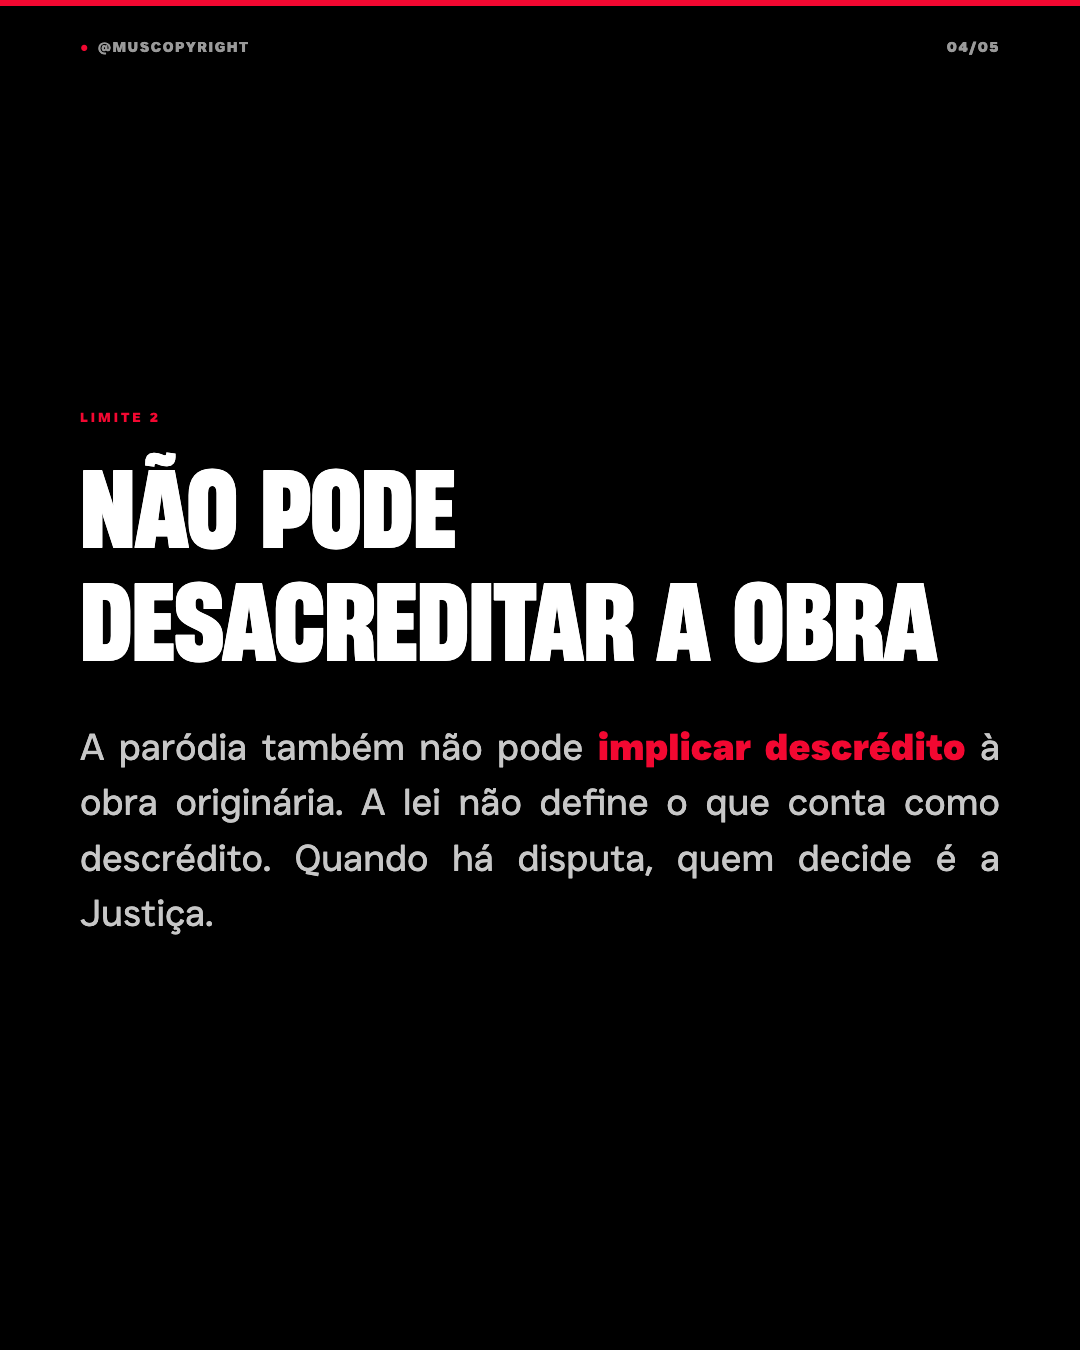 @MUSCOPYRIGHT
04/05
LIMITE 2
NÃO PODE
DESACREDITAR A OBRA
A paródia também não pode implicar descrédito à
obra originária. A lei não define o que conta como
descrédito. Quando há disputa, quem decide é a
Justiça.